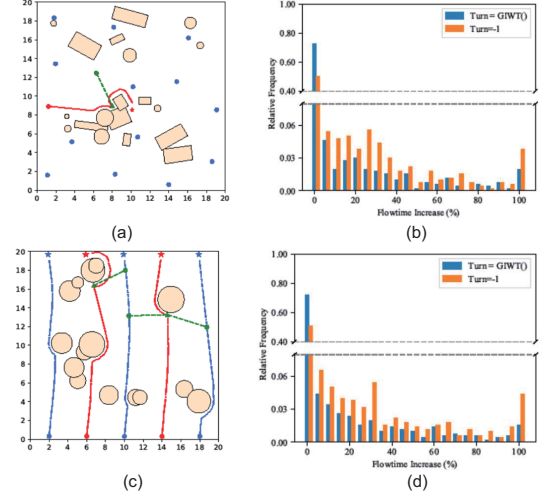 20
18
16
14
12
10
8
6
4
2
0
0 2 4 6 8 10 12 14 16 18 20
(a)
1.00
0.80
0.60
0.40
0.06
0.03
0.00
Relative Frequency
Turn = GIWT()
Turn=-1
0 20 40 60 80 100
Flowtime Increase (%)
(b)
20
18
16
14
12
10
8
6
4
2
0
0 2 4 6 8 10 12 14 16 18 20
(c)
1.00
0.80
0.60
0.40
0.06
0.03
0.00
Relative Frequency
Turn = GIWT()
Turn=-1
0 20 40 60 80 100
Flowtime Increase (%)
(d)